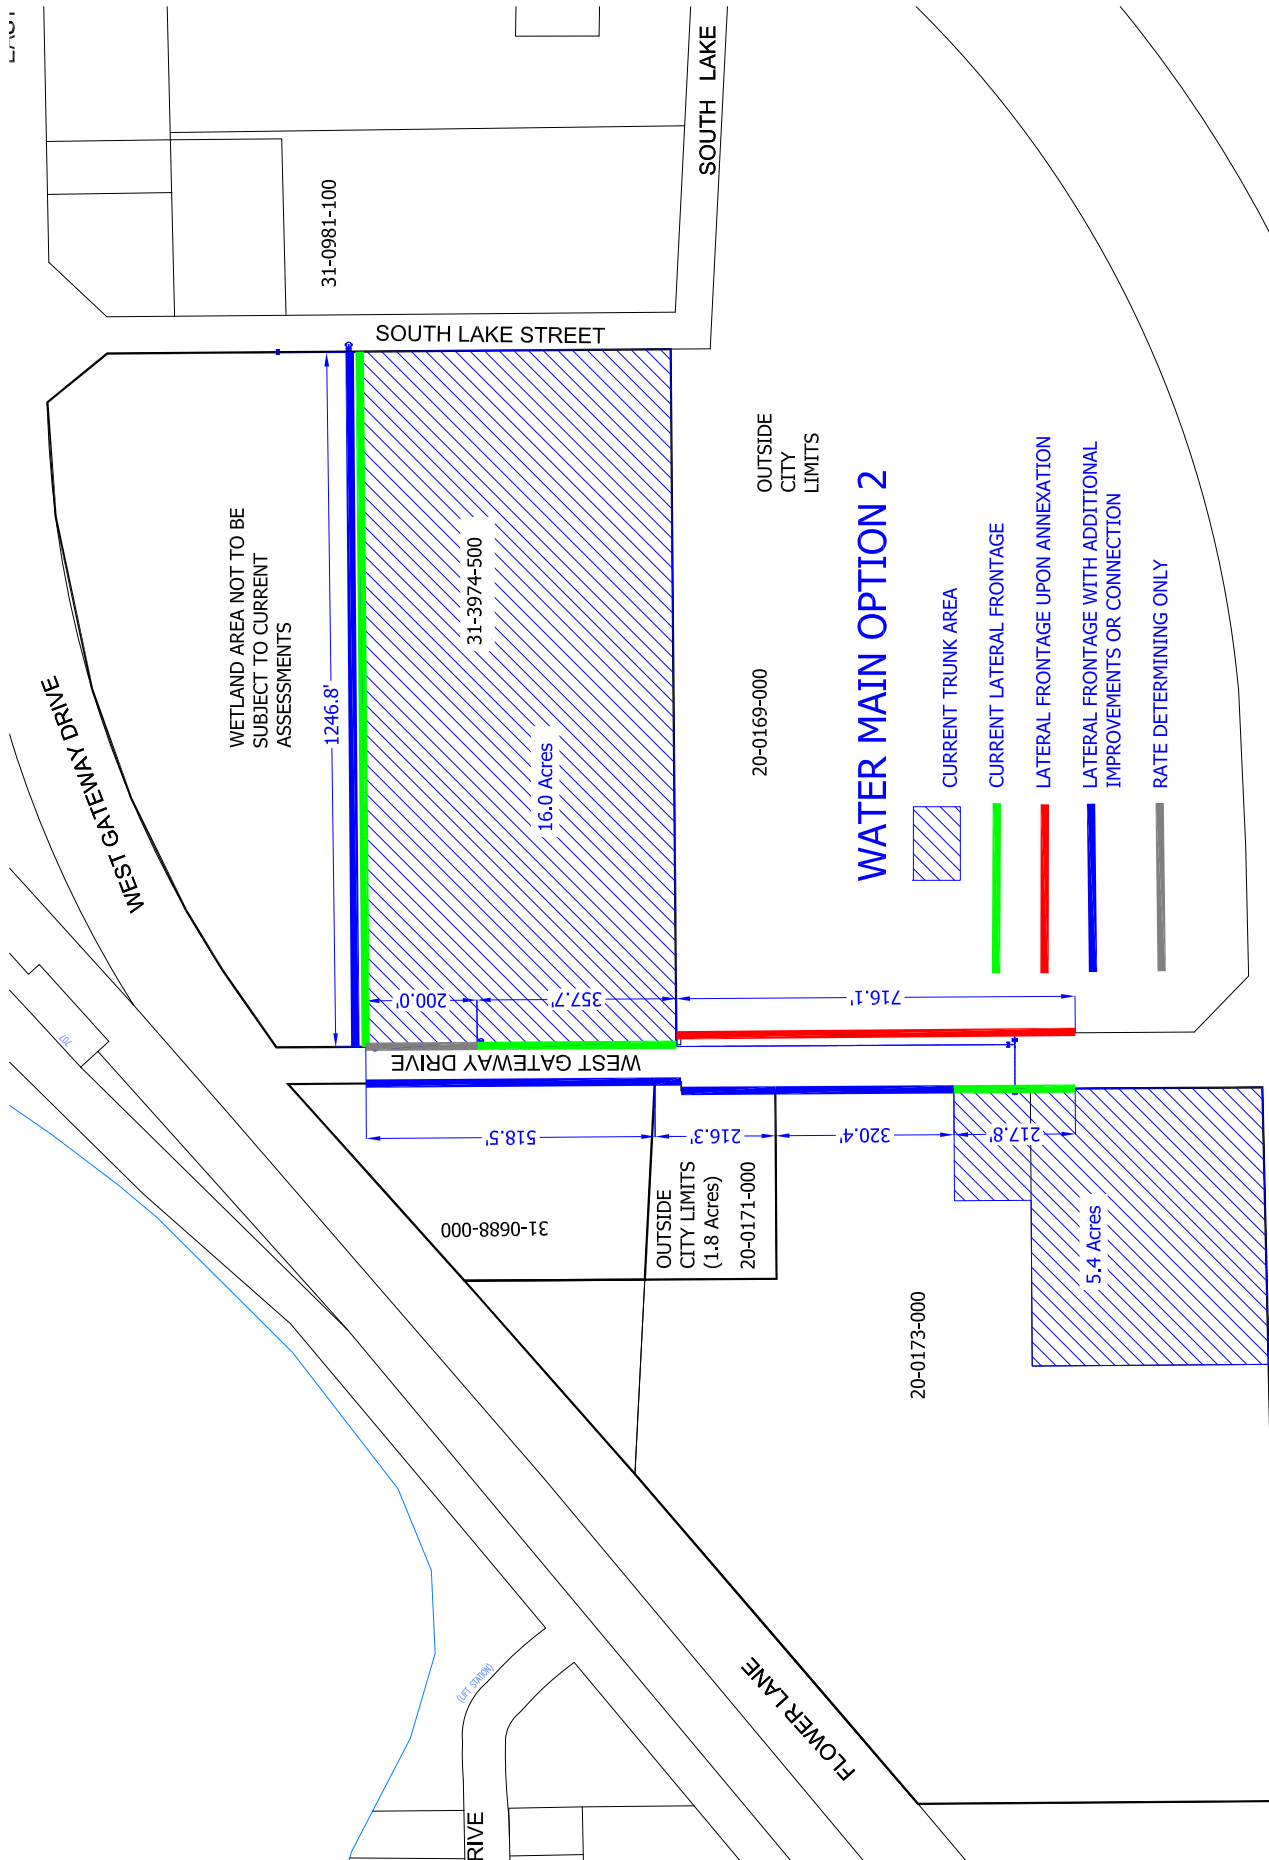 EAST
SOUTH LAKE
31-0981-100
SOUTH LAKE STREET
WEST GATEWAY DRIVE
WETLAND AREA NOT TO BE
SUBJECT TO CURRENT
ASSESSMENTS
1246.8'
31-3974-500
16.0 Acres
OUTSIDE
CITY
LIMITS
20-0169-000
WATER MAIN OPTION 2
CURRENT TRUNK AREA
CURRENT LATERAL FRONTAGE
LATERAL FRONTAGE UPON ANNEXATION
LATERAL FRONTAGE WITH ADDITIONAL
IMPROVEMENTS OR CONNECTION
RATE DETERMINING ONLY
200.0'
357.7'
716.1'
WEST GATEWAY DRIVE
518.5'
216.3'
320.4'
217.8'
31-0688-000
OUTSIDE
CITY LIMITS
(1.8 Acres)
20-0171-000
5.4 Acres
20-0173-000
707
(LIFT STATION)
FLOWER LANE
RIVE